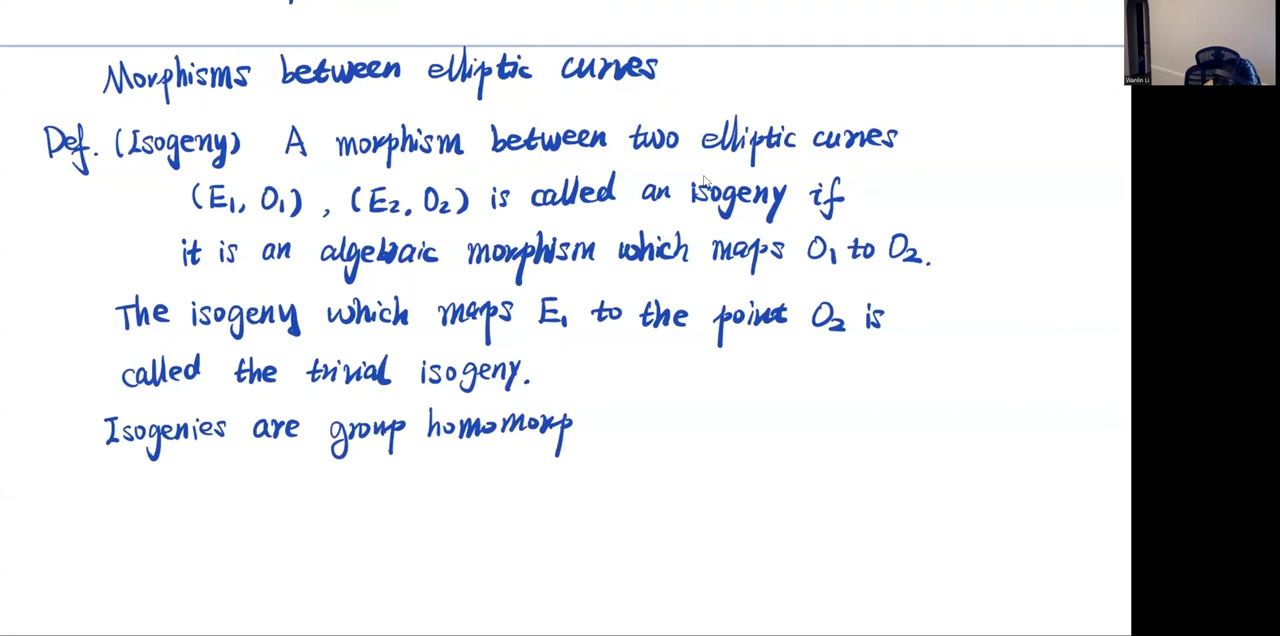 Morphisms between elliptic curves
Def. (Isogeny) A morphism between two elliptic curves
(E₁, O₁), (E₂, O₂) is called an isogeny if
it is an algebraic morphism which maps O₁ to O₂.
The isogeny which maps E₁ to the point O₂ is
called the trivial isogeny.
Isogenies are group homomorp
Wanlin Li